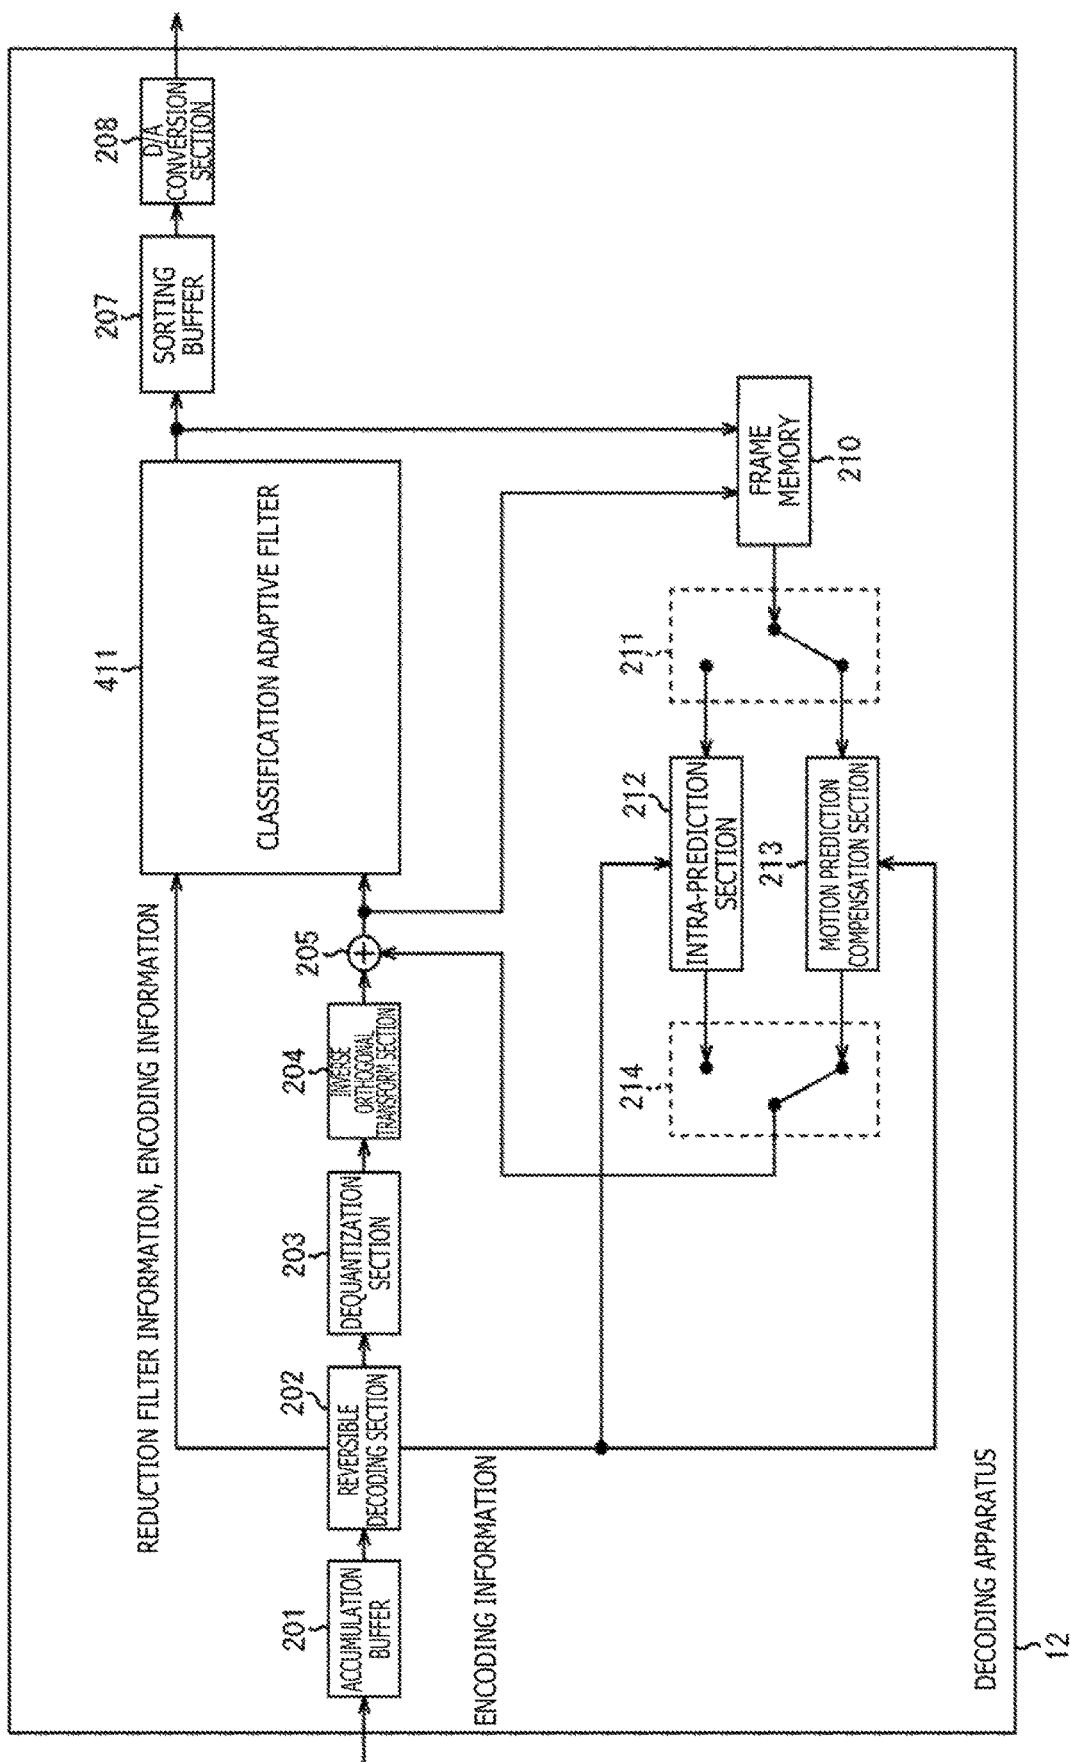 REDUCTION FILTER INFORMATION, ENCODING INFORMATION
411
CLASSIFICATION ADAPTIVE FILTER
207
SORTING
BUFFER
208
D/A
CONVERSION
SECTION
201
ACCUMULATION
BUFFER
202
REVERSIBLE
DECODING SECTION
203
DEQUANTIZATION
SECTION
204
INVERSE
ORTHOGONAL
TRANSFORM SECTION
205
+
ENCODING INFORMATION
214
212
INTRA-PREDICTION
SECTION
211
213
MOTION PREDICTION
COMPENSATION SECTION
FRAME
MEMORY
210
DECODING APPARATUS
12